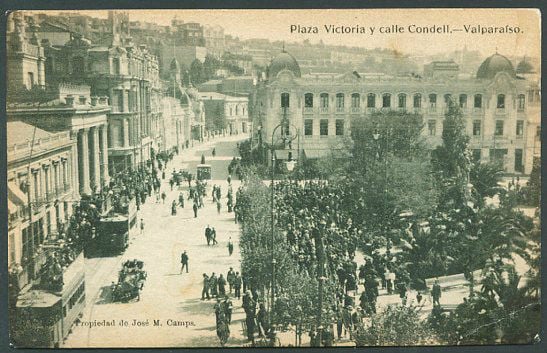 Plaza Victoria y calle Condell.—Valparaíso.
Propiedad de José M. Camps.